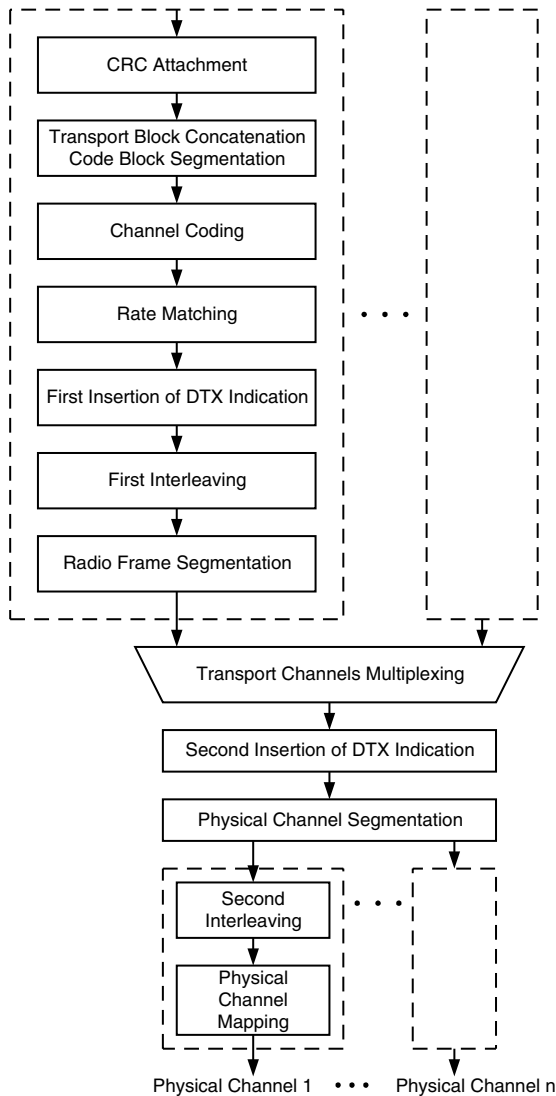 CRC Attachment
Transport Block Concatenation
Code Block Segmentation
Channel Coding
Rate Matching
First Insertion of DTX Indication
First Interleaving
Radio Frame Segmentation
Transport Channels Multiplexing
Second Insertion of DTX Indication
Physical Channel Segmentation
Second
Interleaving
Physical
Channel
Mapping
Physical Channel 1 • • • Physical Channel n